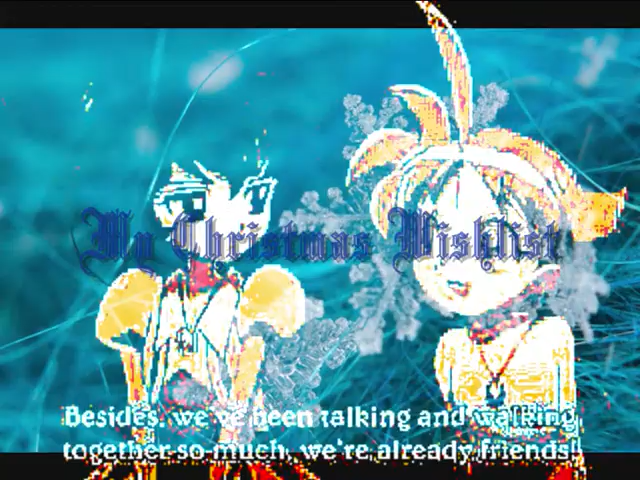 My Christmas Wishlist
Besides, we've been talking and walking
together so much, we're already friends!